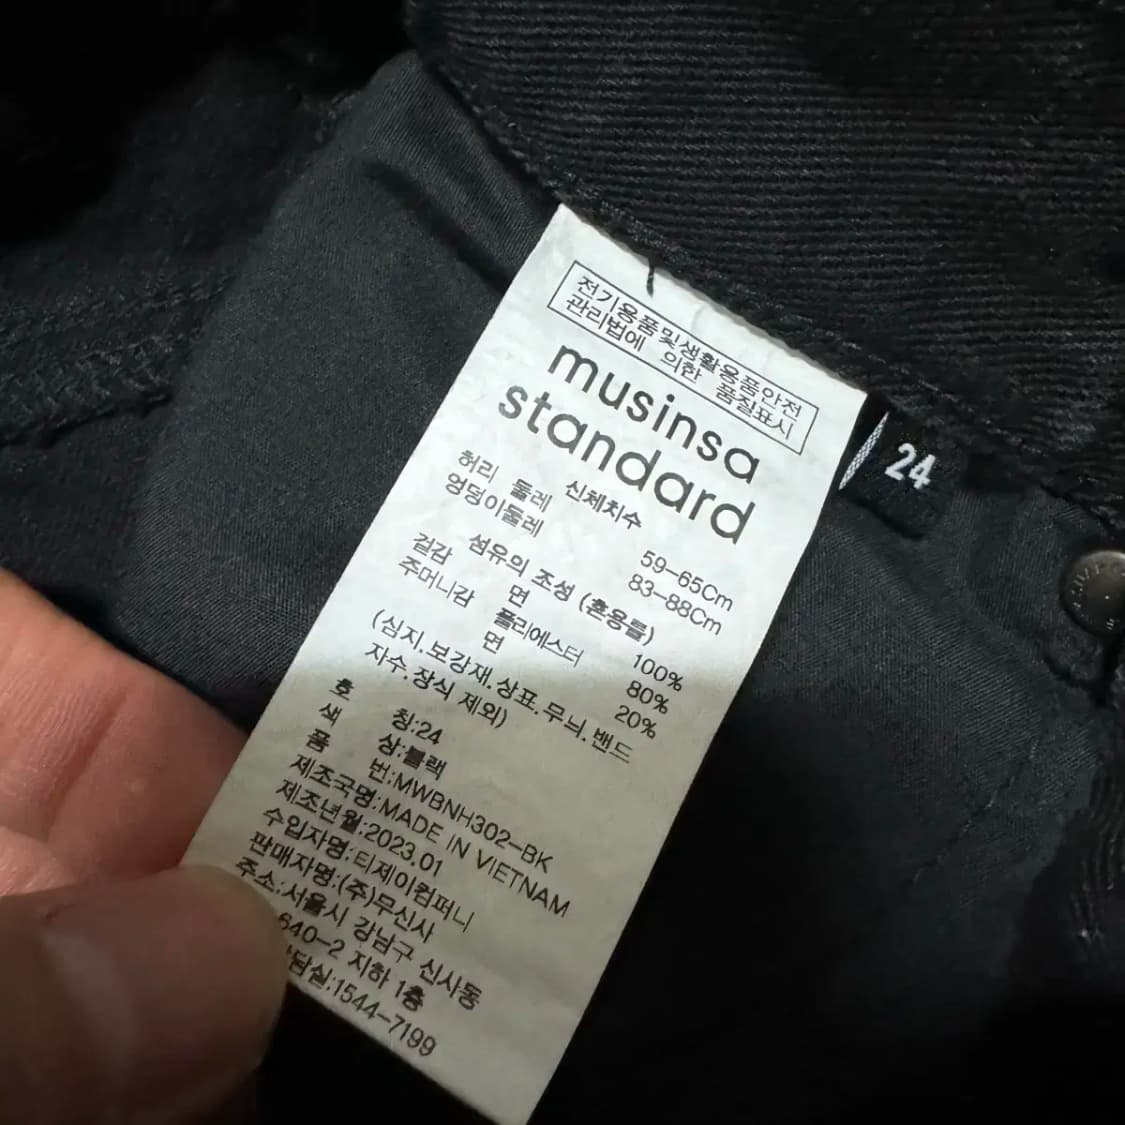 전기용품및생활용품안전
관리법에 의한 품질표시
musinsa
standard
신체치수
허리 둘레 59-65Cm
엉덩이둘레 83-88Cm
섬유의 조성 (혼용률)
겉감 면 100%
주머니감 폴리에스터 80%
면 20%
(심지,보강재,상표,무늬,밴드
자수,장식 제외)
호 칭:24
색 상:블랙
품 번:MWBNH302-BK
제조국명:MADE IN VIETNAM
제조년월:2023.01
수입자명:티제이컴퍼니
판매자명:(주)무신사
주소:서울시 강남구 신사동
640-2 지하 1층
담실:1544-7199
24